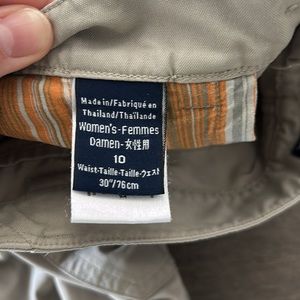 Made in/Fabriqué en
Thailand/Thaïlande
Women's-Femmes
Damen-女性用
10
Waist-Taille-Taille-ウェスト
30"/76cm